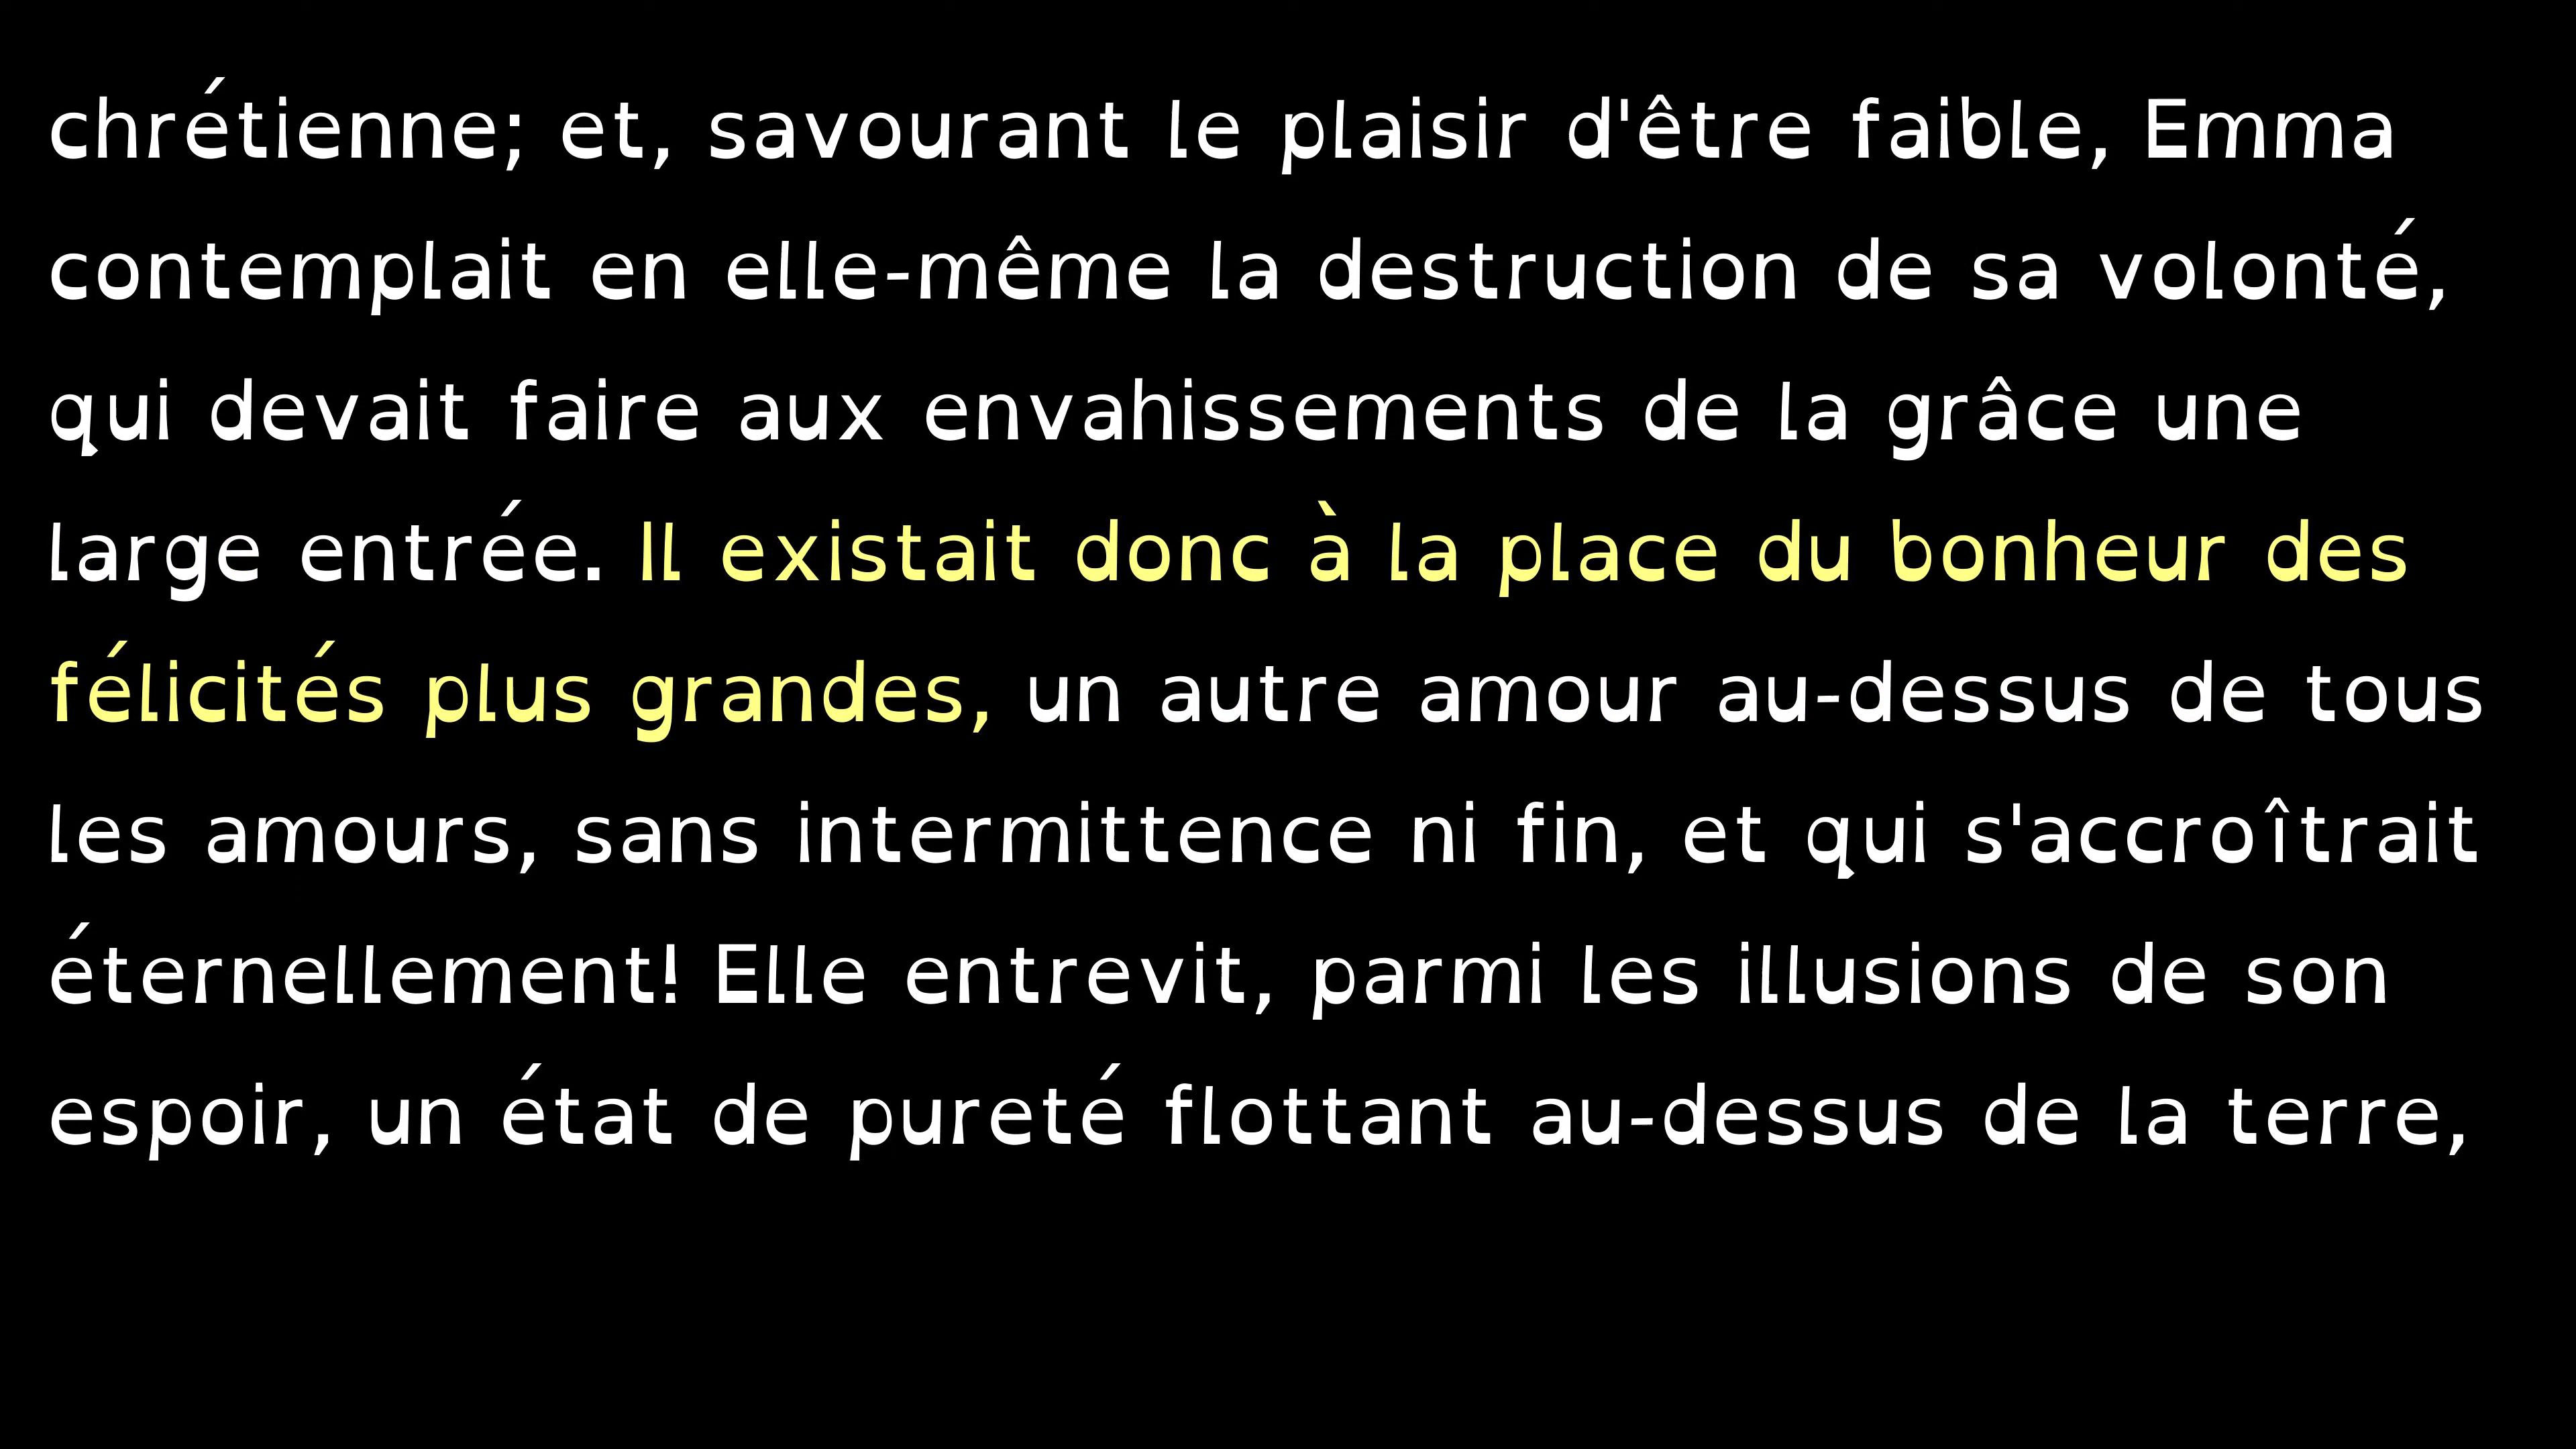 chrétienne; et, savourant le plaisir d'être faible, Emma
contemplait en elle-même la destruction de sa volonté,
qui devait faire aux envahissements de la grâce une
large entrée. Il existait donc à la place du bonheur des
félicités plus grandes, un autre amour au-dessus de tous
les amours, sans intermittence ni fin, et qui s'accroîtrait
éternellement! Elle entrevit, parmi les illusions de son
espoir, un état de pureté flottant au-dessus de la terre,